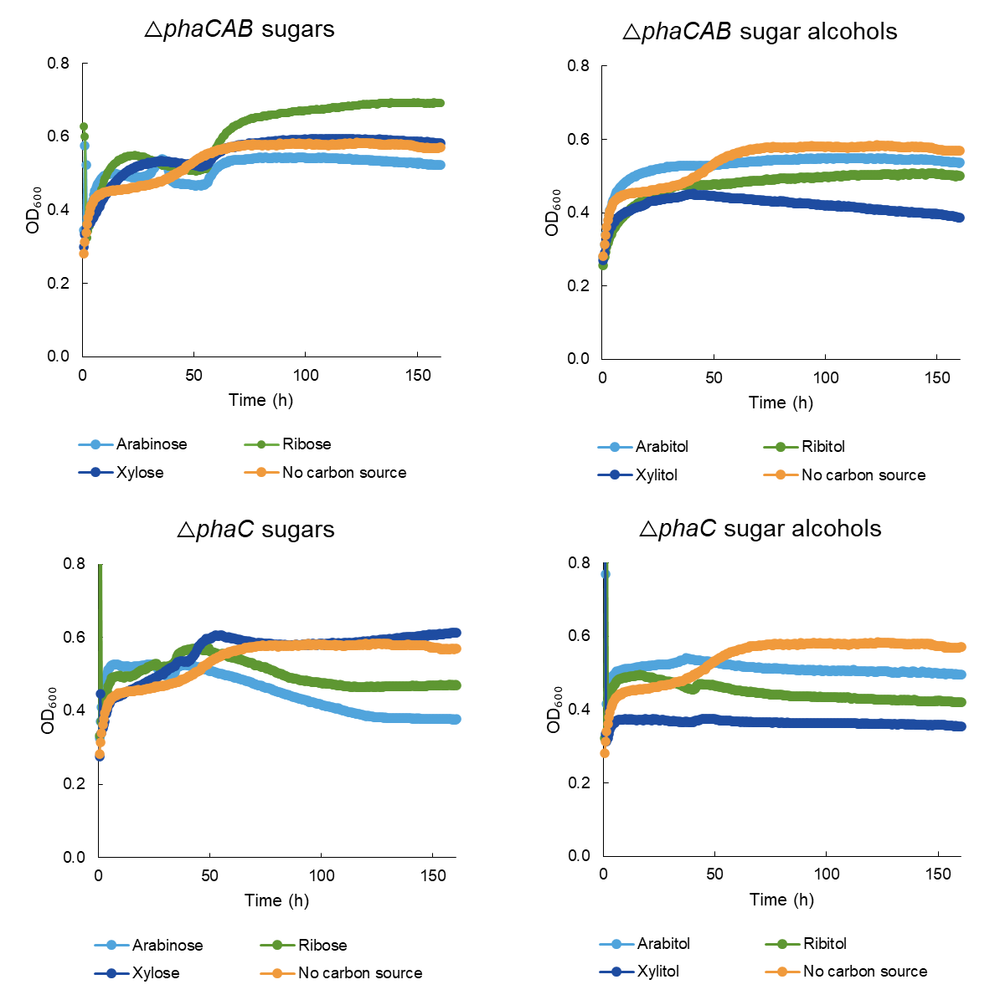 △phaCAB sugars
0.8
0.6
0.4
0.2
0.0
OD600
0 50 100 150
Time (h)
Arabinose Ribose
Xylose No carbon source
△phaCAB sugar alcohols
0.8
0.6
0.4
0.2
0.0
OD600
0 50 100 150
Time (h)
Arabitol Ribitol
Xylitol No carbon source
△phaC sugars
0.8
0.6
0.4
0.2
0.0
OD600
0 50 100 150
Time (h)
Arabinose Ribose
Xylose No carbon source
△phaC sugar alcohols
0.8
0.6
0.4
0.2
0.0
OD600
0 50 100 150
Time (h)
Arabitol Ribitol
Xylitol No carbon source